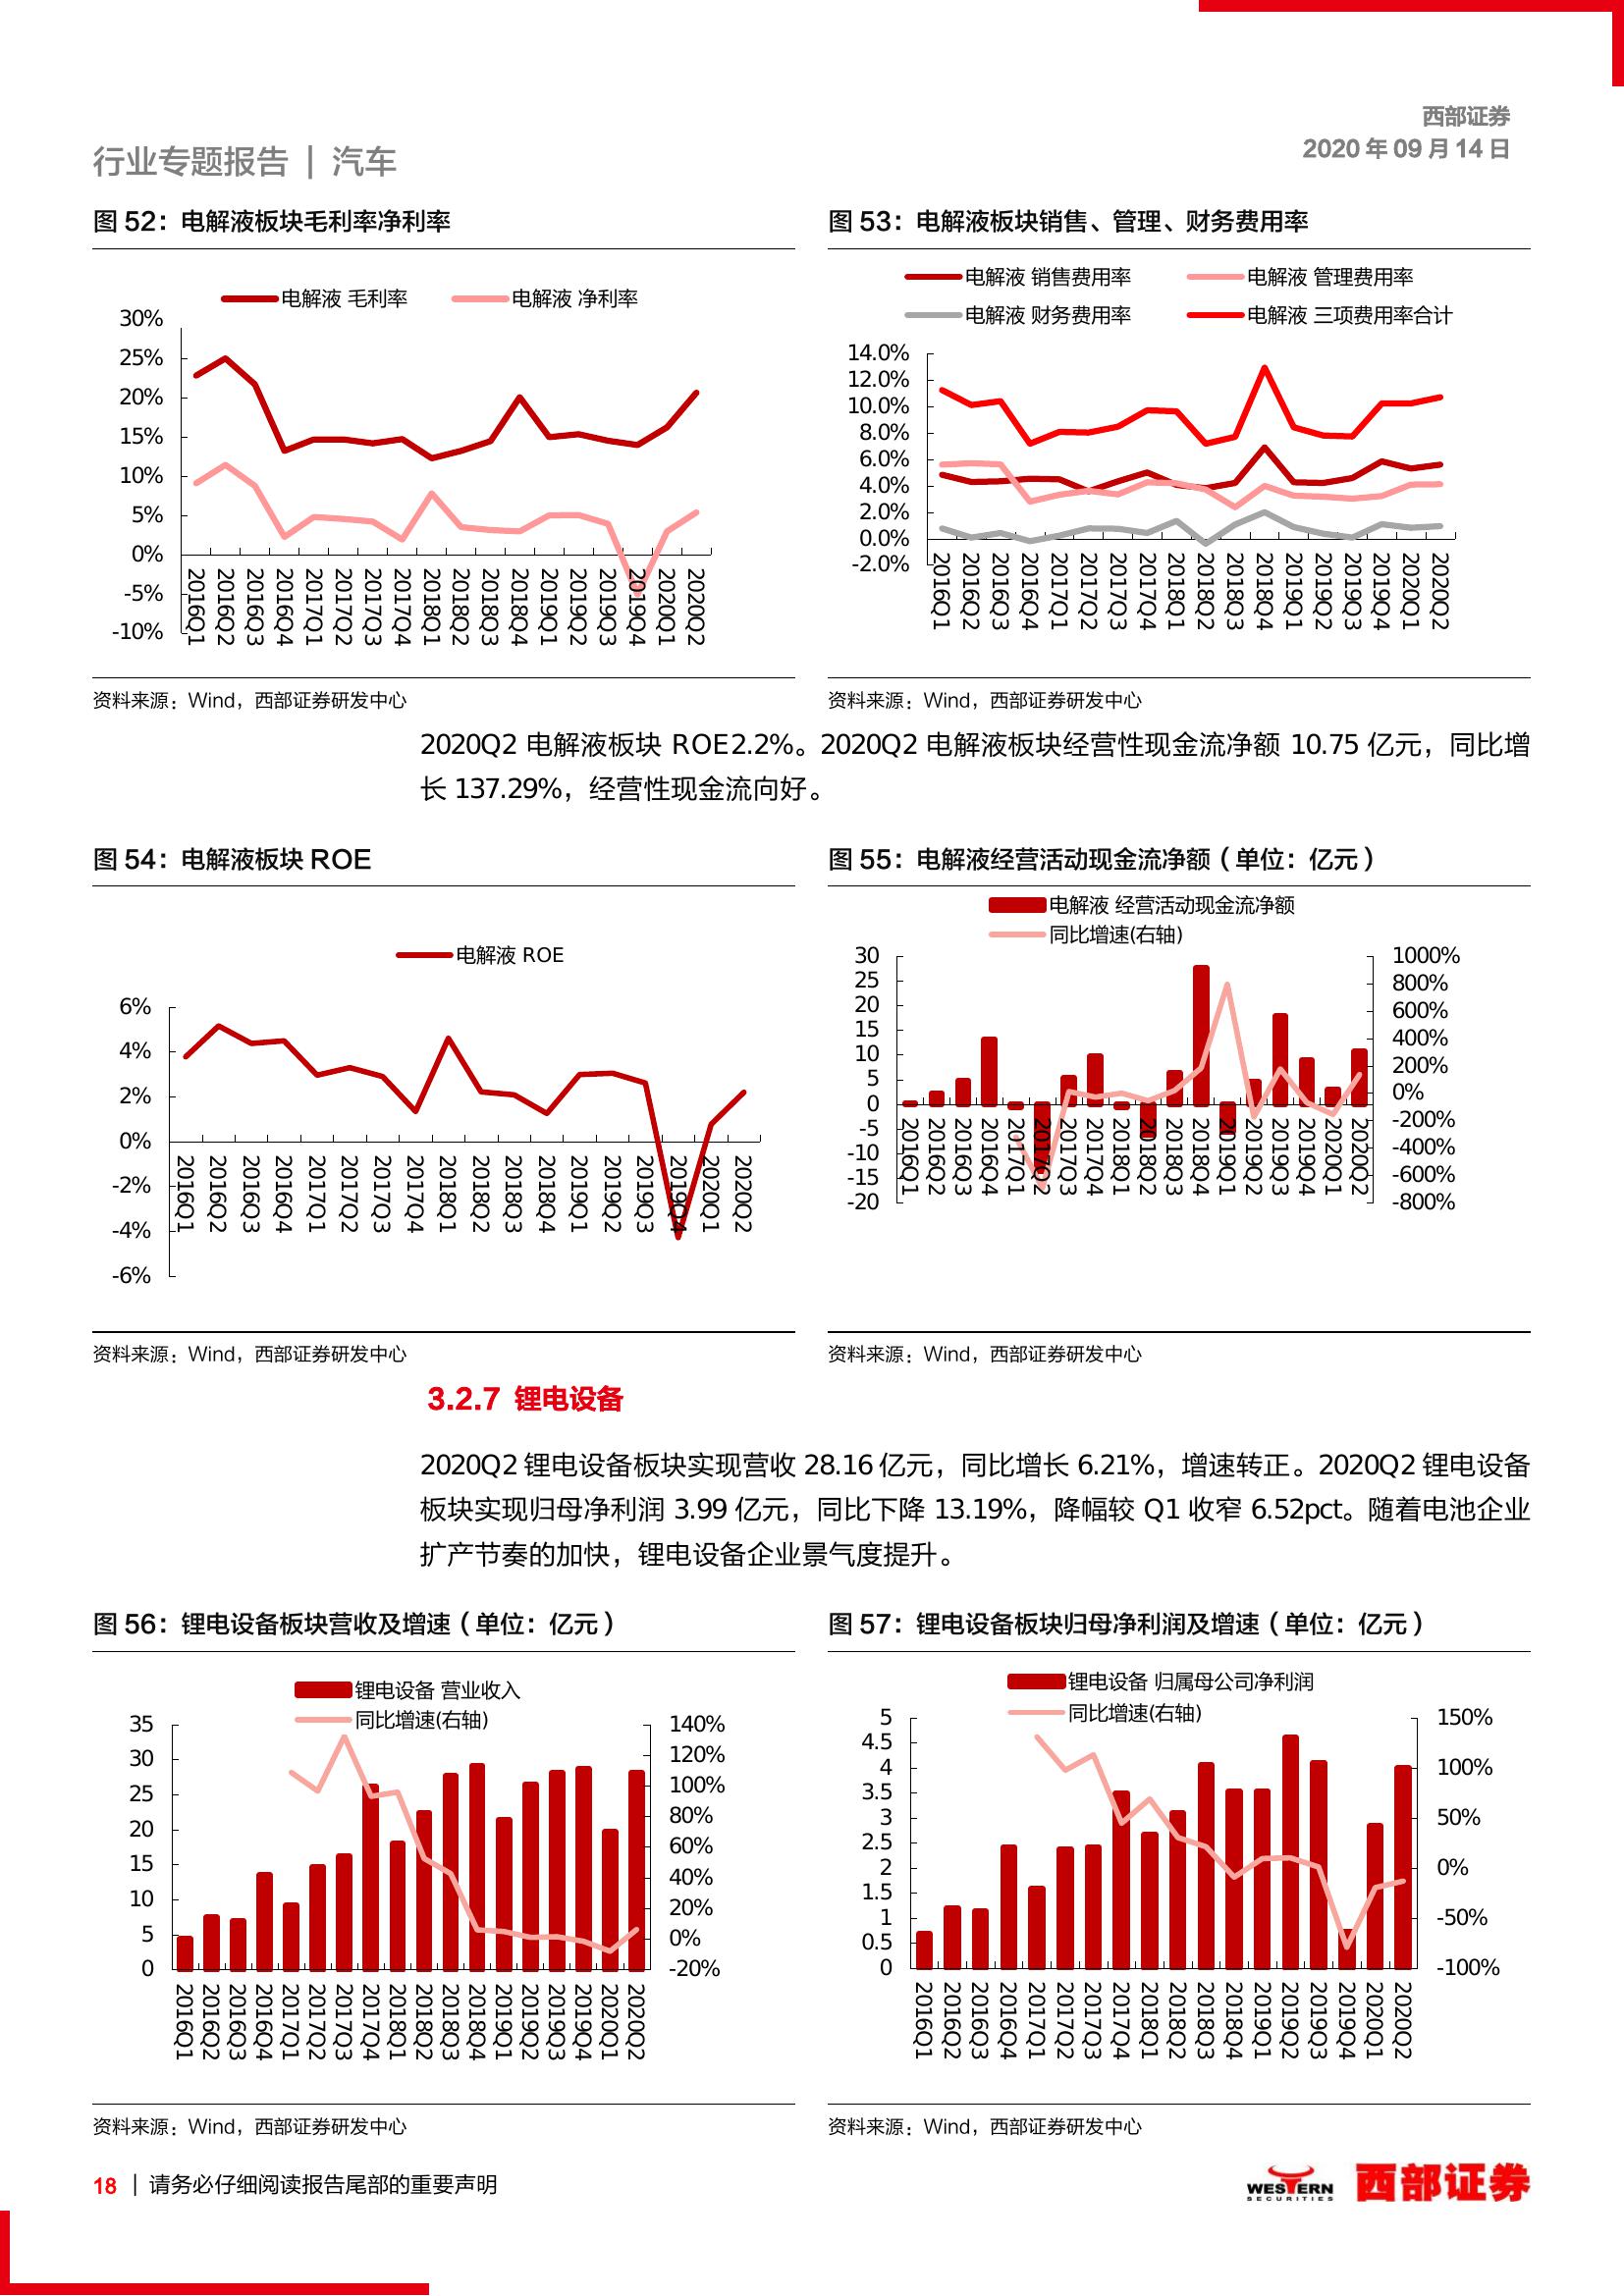 西部证券
2020 年 09 月 14 日
行业专题报告 | 汽车
图 52：电解液板块毛利率净利率
电解液 毛利率 电解液 净利率
30%
25%
20%
15%
10%
5%
0%
-5%
-10%
2016Q1 2016Q2 2016Q3 2016Q4 2017Q1 2017Q2 2017Q3 2017Q4 2018Q1 2018Q2 2018Q3 2018Q4 2019Q1 2019Q2 2019Q3 2019Q4 2020Q1 2020Q2
资料来源：Wind，西部证券研发中心
图 53：电解液板块销售、管理、财务费用率
电解液 销售费用率 电解液 管理费用率
电解液 财务费用率 电解液 三项费用率合计
14.0%
12.0%
10.0%
8.0%
6.0%
4.0%
2.0%
0.0%
-2.0%
2016Q1 2016Q2 2016Q3 2016Q4 2017Q1 2017Q2 2017Q3 2017Q4 2018Q1 2018Q2 2018Q3 2018Q4 2019Q1 2019Q2 2019Q3 2019Q4 2020Q1 2020Q2
资料来源：Wind，西部证券研发中心
2020Q2 电解液板块 ROE2.2%。2020Q2 电解液板块经营性现金流净额 10.75 亿元，同比增
长 137.29%，经营性现金流向好。
图 54：电解液板块 ROE
电解液 ROE
6%
4%
2%
0%
-2%
-4%
-6%
2016Q1 2016Q2 2016Q3 2016Q4 2017Q1 2017Q2 2017Q3 2017Q4 2018Q1 2018Q2 2018Q3 2018Q4 2019Q1 2019Q2 2019Q3 2019Q4 2020Q1 2020Q2
资料来源：Wind，西部证券研发中心
图 55：电解液经营活动现金流净额（单位：亿元）
电解液 经营活动现金流净额
同比增速(右轴)
30 1000%
25 800%
20 600%
15 400%
10 200%
5 0%
0 -200%
-5 -400%
-10 -600%
-15 -800%
-20
2016Q1 2016Q2 2016Q3 2016Q4 2017Q1 2017Q2 2017Q3 2017Q4 2018Q1 2018Q2 2018Q3 2018Q4 2019Q1 2019Q2 2019Q3 2019Q4 2020Q1 2020Q2
资料来源：Wind，西部证券研发中心
3.2.7 锂电设备
2020Q2 锂电设备板块实现营收 28.16 亿元，同比增长 6.21%，增速转正。2020Q2 锂电设备
板块实现归母净利润 3.99 亿元，同比下降 13.19%，降幅较 Q1 收窄 6.52pct。随着电池企业
扩产节奏的加快，锂电设备企业景气度提升。
图 56：锂电设备板块营收及增速（单位：亿元）
锂电设备 营业收入
同比增速(右轴)
35 140%
30 120%
25 100%
20 80%
15 60%
10 40%
5 20%
0 0%
-20%
2016Q1 2016Q2 2016Q3 2016Q4 2017Q1 2017Q2 2017Q3 2017Q4 2018Q1 2018Q2 2018Q3 2018Q4 2019Q1 2019Q2 2019Q3 2019Q4 2020Q1 2020Q2
资料来源：Wind，西部证券研发中心
图 57：锂电设备板块归母净利润及增速（单位：亿元）
锂电设备 归属母公司净利润
同比增速(右轴)
5 150%
4.5
4 100%
3.5
3 50%
2.5
2 0%
1.5
1 -50%
0.5
0 -100%
2016Q1 2016Q2 2016Q3 2016Q4 2017Q1 2017Q2 2017Q3 2017Q4 2018Q1 2018Q2 2018Q3 2018Q4 2019Q1 2019Q2 2019Q3 2019Q4 2020Q1 2020Q2
资料来源：Wind，西部证券研发中心
18 | 请务必仔细阅读报告尾部的重要声明
WESTERN
SECURITIES
西部证券